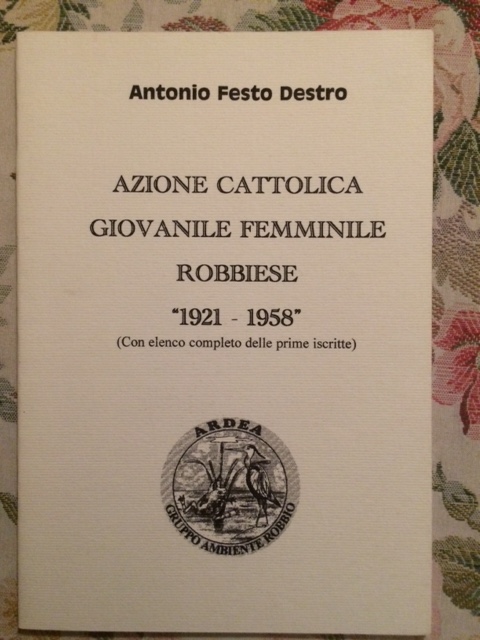 Antonio Festo Destro
AZIONE CATTOLICA
GIOVANILE FEMMINILE
ROBBIESE
"1921 - 1958"
(Con elenco completo delle prime iscritte)
ARDEA
GRUPPO AMBIENTE ROBBIO